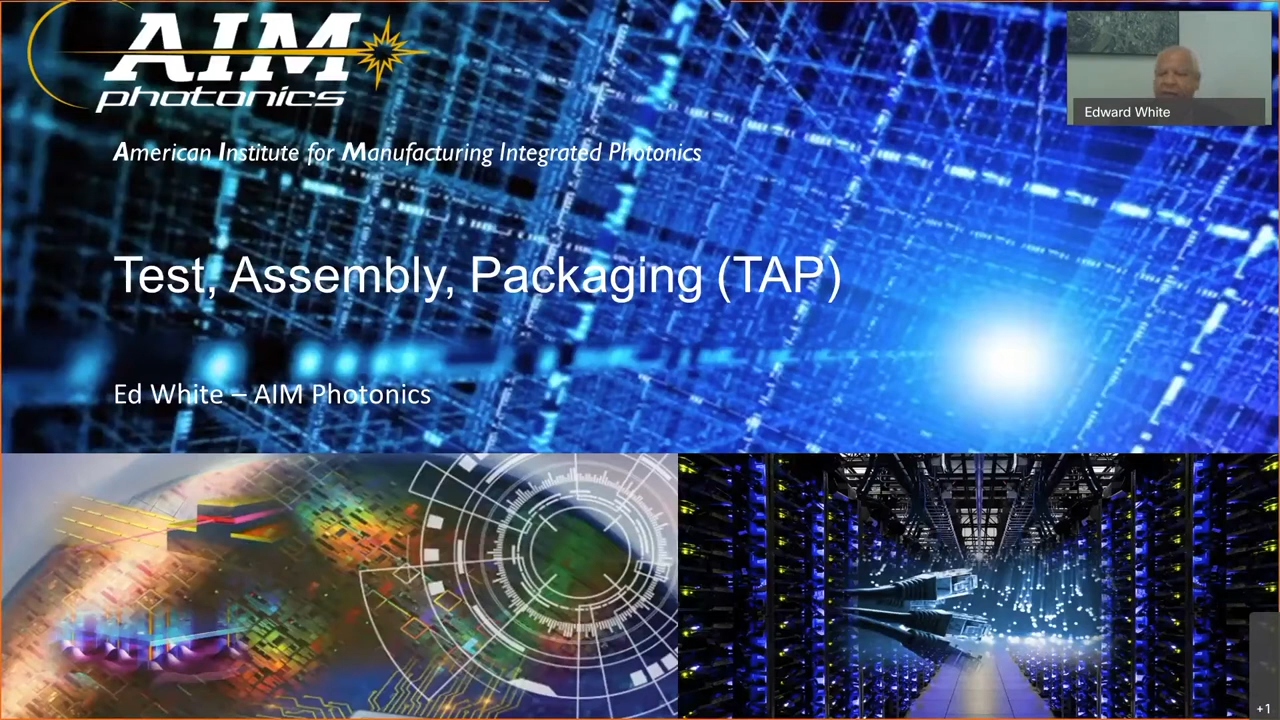 AIM
photonics
Edward White
American Institute for Manufacturing Integrated Photonics
Test, Assembly, Packaging (TAP)
Ed White – AIM Photonics
+1